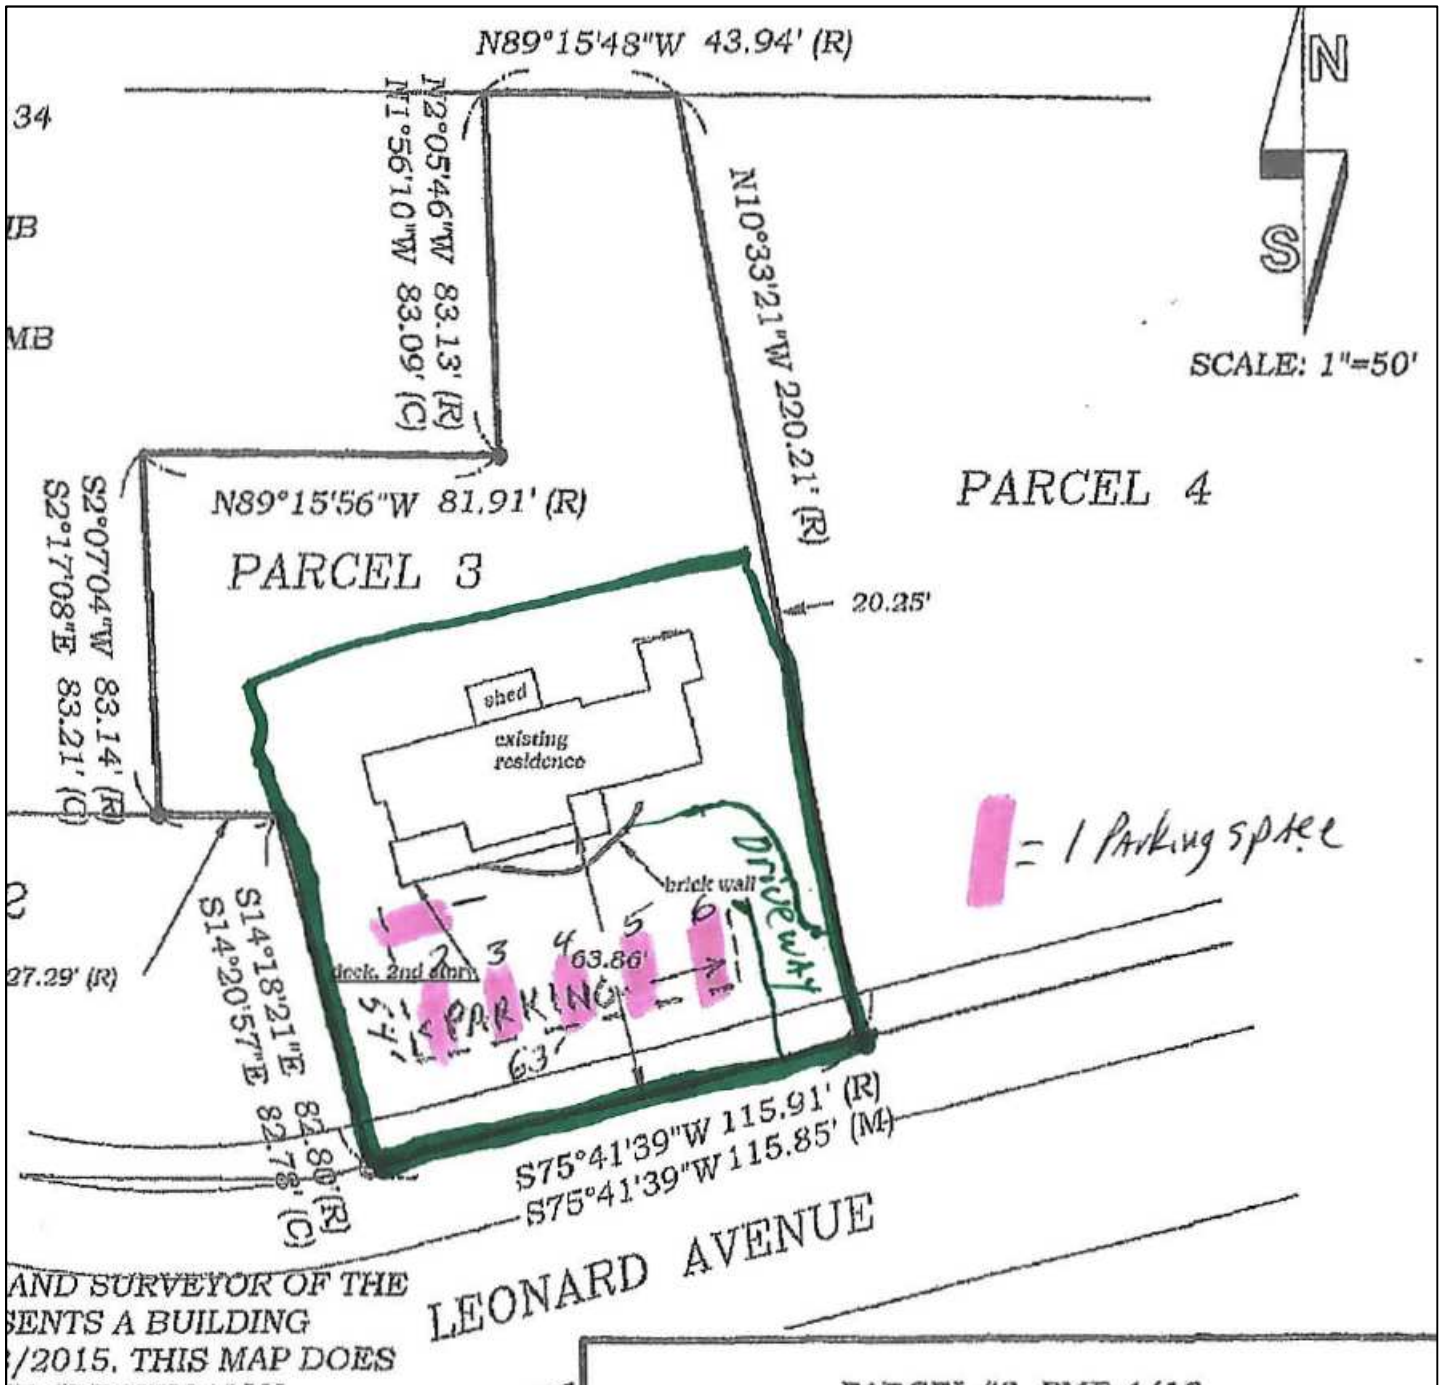 N89°15'48"W 43.94' (R)
N
S
SCALE: 1"=50'
34
MB
N2°05'46"W 83.13' (R)
N1°56'10"W 83.09' (C)
N10°33'21"W 220.21' (R)
N89°15'56"W 81.91' (R)
PARCEL 4
PARCEL 3
S2°07'04"W 83.14' (R)
S2°17'08"E 83.21' (C)
20.25'
shed
existing
residence
= 1 Parking space
Driveway
brick wall
27.29' (R)
deck, 2nd story
2 3 4 5 6
63.86'
PARKING
54'
63'
S14°18'21"E 82.80' (R)
S14°20'57"E 82.78' (C)
S75°41'39"W 115.91' (R)
S75°41'39"W 115.85' (M)
LEONARD AVENUE
AND SURVEYOR OF THE
SENTS A BUILDING
/2015. THIS MAP DOES